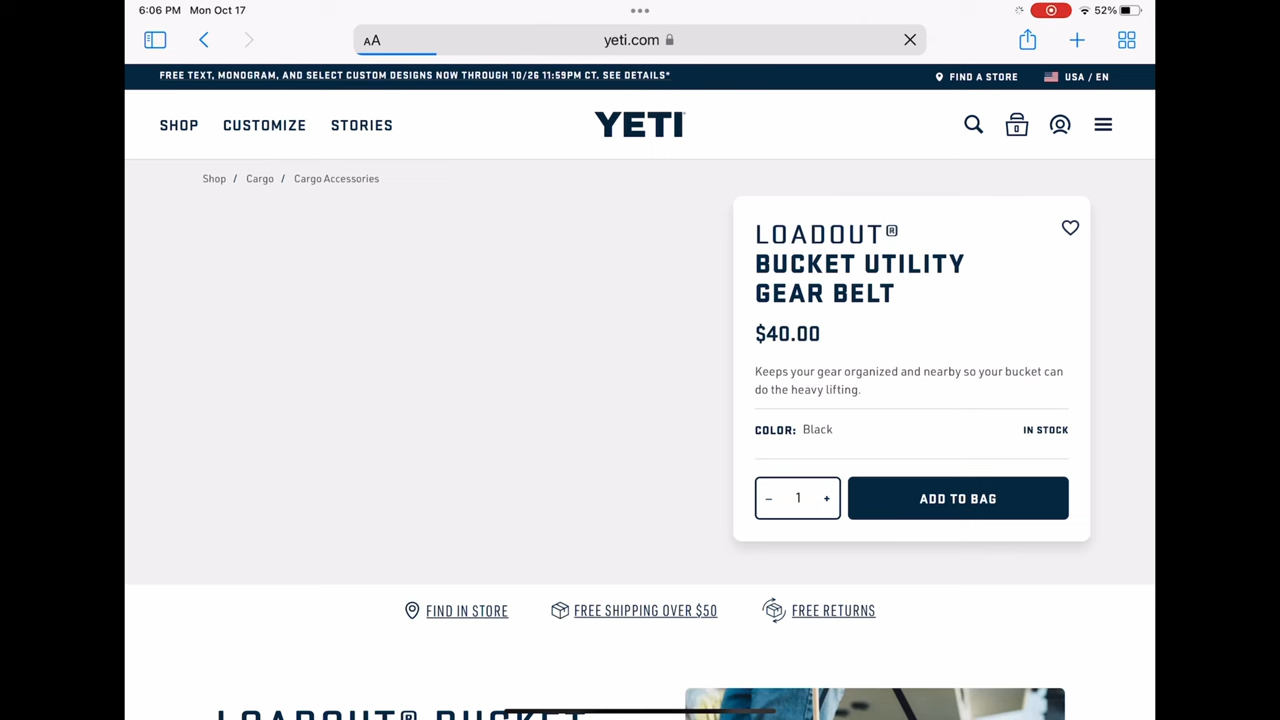 6:06 PM Mon Oct 17
52%
AA
yeti.com
FREE TEXT, MONOGRAM, AND SELECT CUSTOM DESIGNS NOW THROUGH 10/26 11:59PM CT. SEE DETAILS*
FIND A STORE
USA / EN
SHOP CUSTOMIZE STORIES
YETI
0
Shop / Cargo / Cargo Accessories
LOADOUT®
BUCKET UTILITY
GEAR BELT
$40.00
Keeps your gear organized and nearby so your bucket can
do the heavy lifting.
COLOR: Black
IN STOCK
– 1 +
ADD TO BAG
FIND IN STORE
FREE SHIPPING OVER $50
FREE RETURNS
LOADOUT® BUCKET